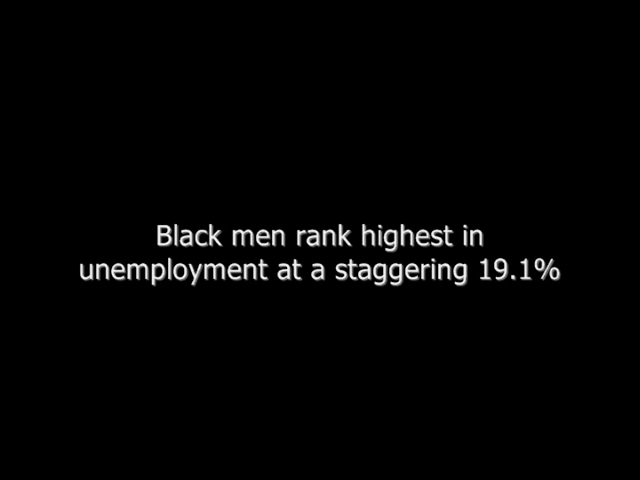 Black men rank highest in
unemployment at a staggering 19.1%